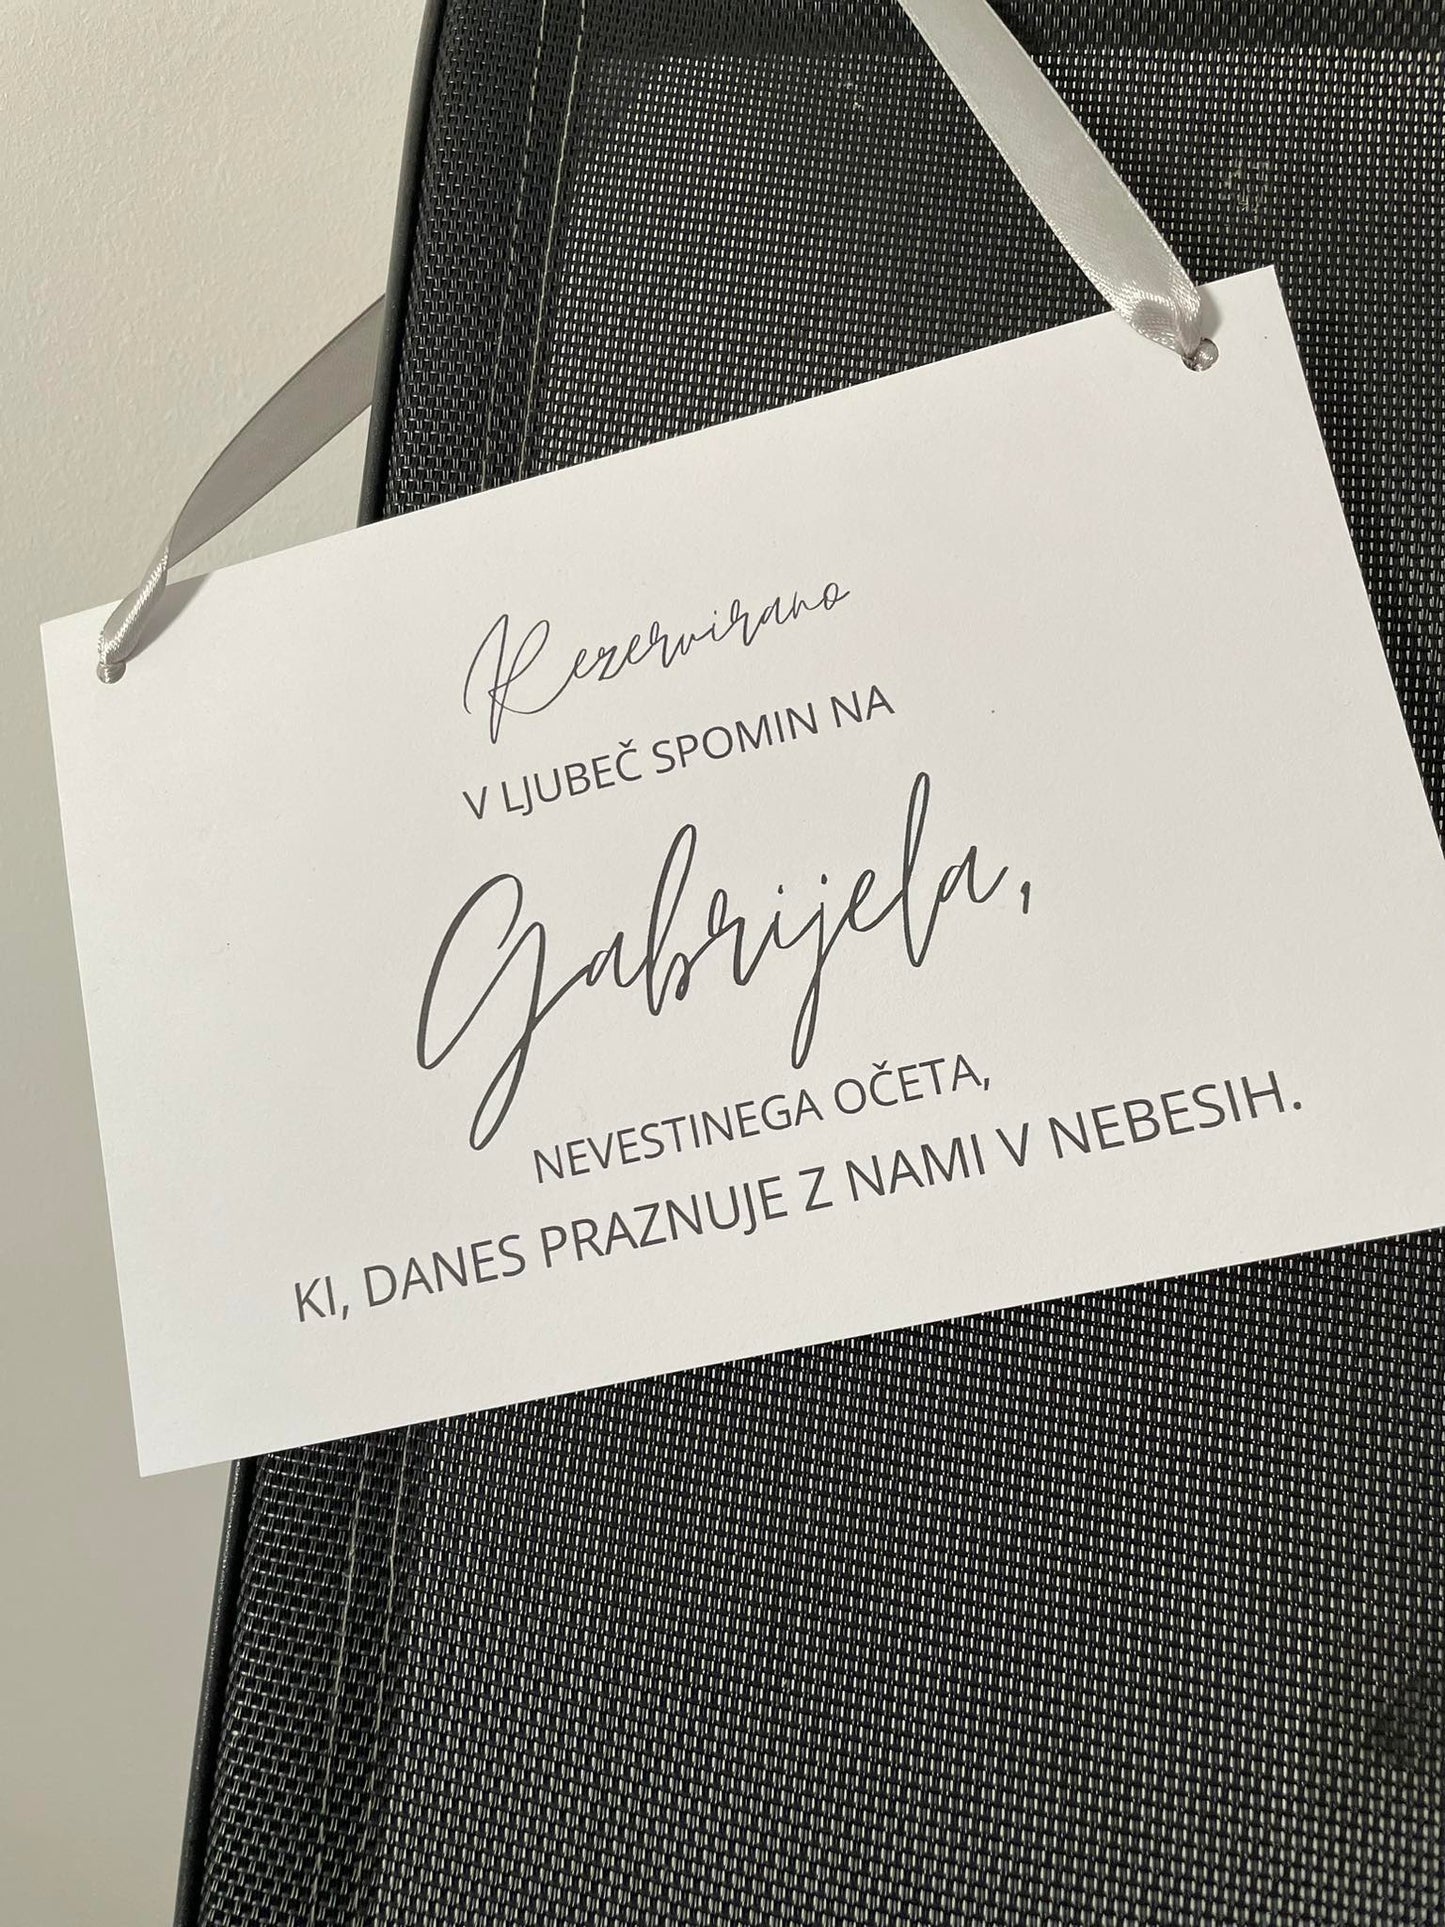 Rezervirano
V LJUBEČ SPOMIN NA
Gabrijela,
NEVESTINEGA OČETA,
KI, DANES PRAZNUJE Z NAMI V NEBESIH.